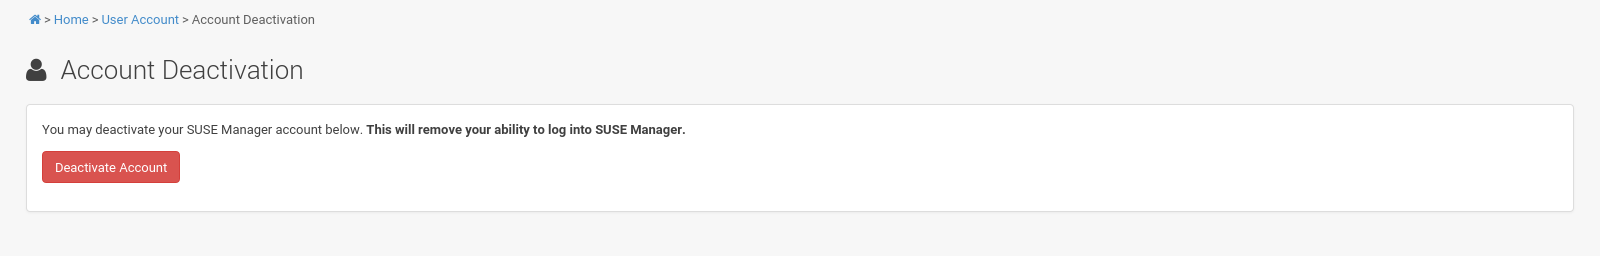 > Home > User Account > Account Deactivation
Account Deactivation
You may deactivate your SUSE Manager account below. This will remove your ability to log into SUSE Manager.
Deactivate Account